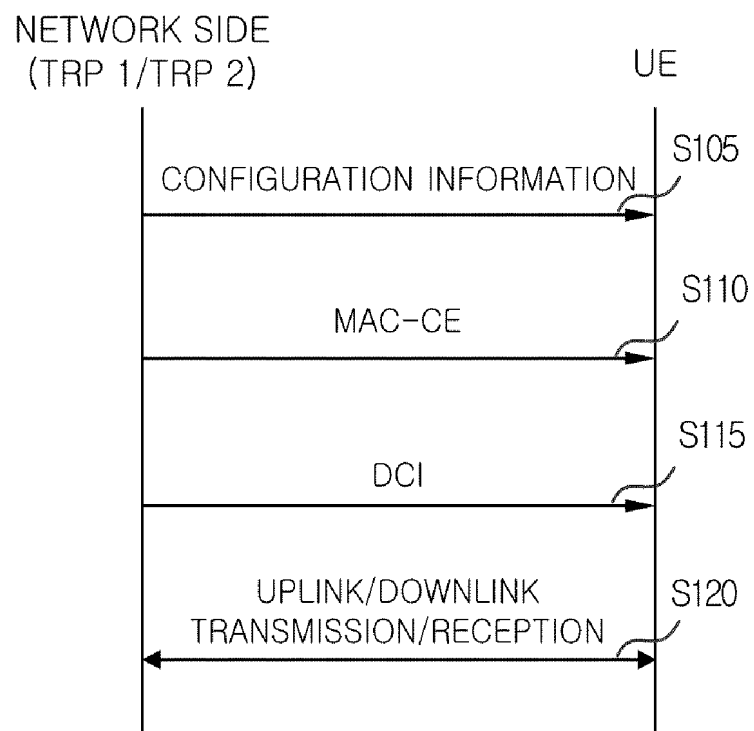 NETWORK SIDE
(TRP 1/TRP 2)
UE
S105
CONFIGURATION INFORMATION
S110
MAC-CE
S115
DCI
UPLINK/DOWNLINK
TRANSMISSION/RECEPTION
S120